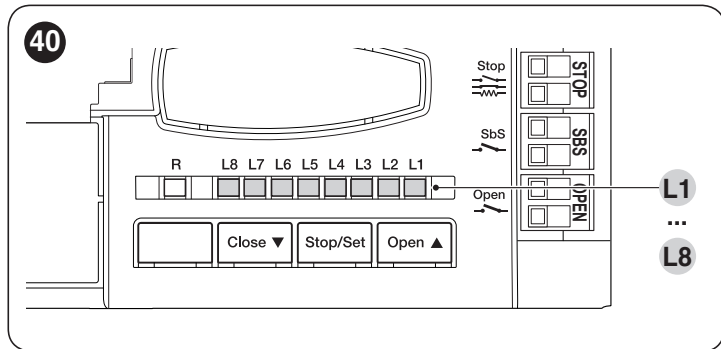 40
Stop
STOP
SbS
SBS
R L8 L7 L6 L5 L4 L3 L2 L1
Open
OPEN
L1
...
L8
Close ▼ Stop/Set Open ▲